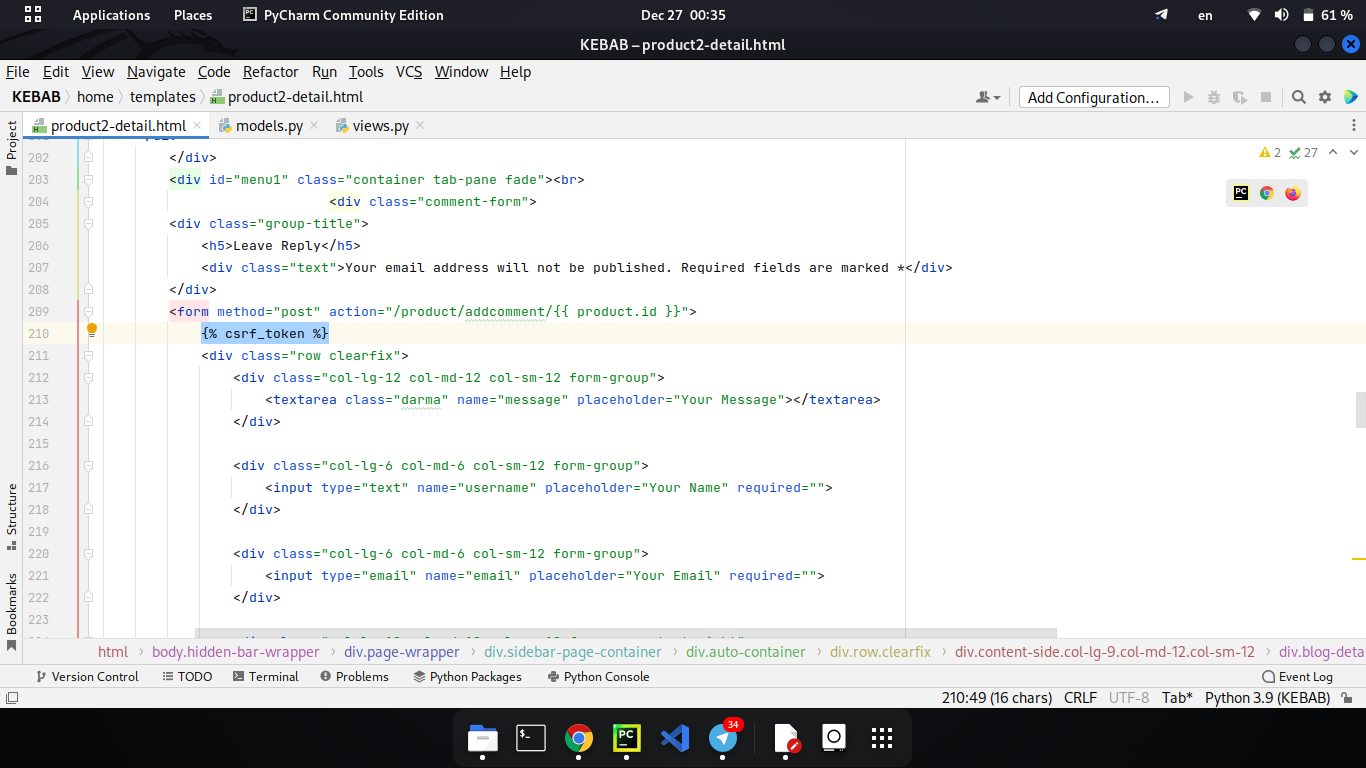 Applications Places PyCharm Community Edition Dec 27 00:35 en 61 %
KEBAB – product2-detail.html
File Edit View Navigate Code Refactor Run Tools VCS Window Help
KEBAB home templates product2-detail.html Add Configuration...
product2-detail.html models.py views.py
Project
2 27
202 </div>
203 <div id="menu1" class="container tab-pane fade"><br>
204 <div class="comment-form">
205 <div class="group-title">
206 <h5>Leave Reply</h5>
207 <div class="text">Your email address will not be published. Required fields are marked *</div>
208 </div>
209 <form method="post" action="/product/addcomment/{{ product.id }}">
210 {% csrf_token %}
211 <div class="row clearfix">
212 <div class="col-lg-12 col-md-12 col-sm-12 form-group">
213 <textarea class="darma" name="message" placeholder="Your Message"></textarea>
214 </div>
215
216 <div class="col-lg-6 col-md-6 col-sm-12 form-group">
217 <input type="text" name="username" placeholder="Your Name" required="">
218 </div>
219
220 <div class="col-lg-6 col-md-6 col-sm-12 form-group">
221 <input type="email" name="email" placeholder="Your Email" required="">
222 </div>
223
Structure
Bookmarks
html body.hidden-bar-wrapper div.page-wrapper div.sidebar-page-container div.auto-container div.row.clearfix div.content-side.col-lg-9.col-md-12.col-sm-12 div.blog-deta
Version Control TODO Terminal Problems Python Packages Python Console Event Log
210:49 (16 chars) CRLF UTF-8 Tab* Python 3.9 (KEBAB)
PC 34